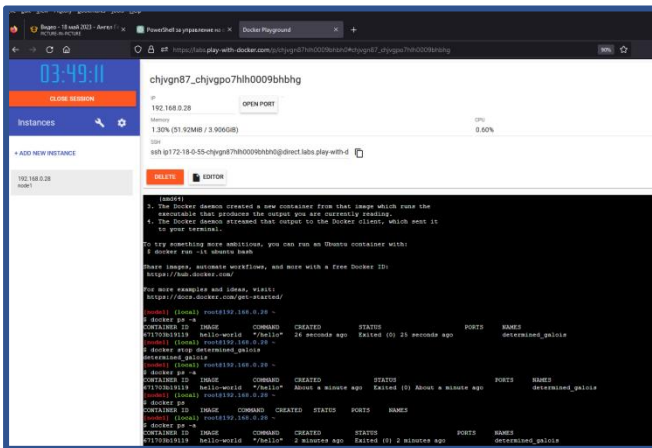 Видео - 18 май 2023 - Ангел Г
PICTURE-IN-PICTURE
PowerShell за управление на
Docker Playground
https://labs.play-with-docker.com/p/
90%
03:49:11
CLOSE SESSION
Instances
+ ADD NEW INSTANCE
192.168.0.28
node1
chjvgn87_chjvgpo7hlh0009bhbhg
IP
192.168.0.28
OPEN PORT
Memory
CPU
1.30% (51.92MiB / 3.906GiB)
0.60%
SSH
ssh ip172-18-0-55-chjvgn87hlh0009bhbh0@direct.labs.play-with-d
DELETE
EDITOR
(amd64)
3. The Docker daemon created a new container from that image which runs the
executable that produces the output you are currently reading.
4. The Docker daemon streamed that output to the Docker client, which sent it
to your terminal.
To try something more ambitious, you can run an Ubuntu container with:
$ docker run -it ubuntu bash
Share images, automate workflows, and more with a free Docker ID:
https://hub.docker.com/
For more examples and ideas, visit:
https://docs.docker.com/get-started/
[node1] (local) root@192.168.0.28 ~
$ docker ps -a
CONTAINER ID IMAGE COMMAND CREATED STATUS PORTS NAMES
671703b19119 hello-world "/hello" 26 seconds ago Exited (0) 25 seconds ago determined_galois
[node1] (local) root@192.168.0.28 ~
$ docker stop determined_galois
determined_galois
[node1] (local) root@192.168.0.28 ~
$ docker ps -a
CONTAINER ID IMAGE COMMAND CREATED STATUS PORTS NAMES
671703b19119 hello-world "/hello" About a minute ago Exited (0) About a minute ago determined_galois
[node1] (local) root@192.168.0.28 ~
$ docker ps
CONTAINER ID IMAGE COMMAND CREATED STATUS PORTS NAMES
[node1] (local) root@192.168.0.28 ~
$ docker ps -a
CONTAINER ID IMAGE COMMAND CREATED STATUS PORTS NAMES
671703b19119 hello-world "/hello" 2 minutes ago Exited (0) 2 minutes ago determined_galois